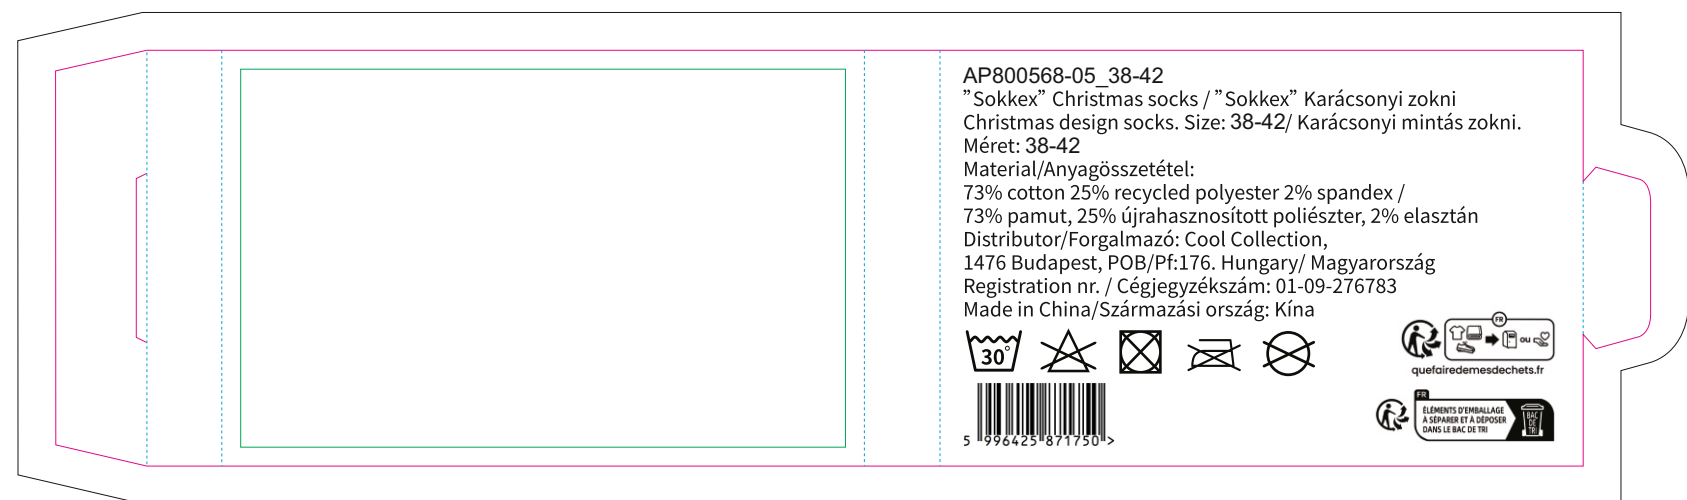 AP800568-05_38-42
”Sokkex” Christmas socks / ”Sokkex” Karácsonyi zokni
Christmas design socks. Size: 38-42/ Karácsonyi mintás zokni.
Méret: 38-42
Material/Anyagösszetétel:
73% cotton 25% recycled polyester 2% spandex /
73% pamut, 25% újrahasznosított poliészter, 2% elasztán
Distributor/Forgalmazó: Cool Collection,
1476 Budapest, POB/Pf:176. Hungary/ Magyarország
Registration nr. / Cégjegyzékszám: 01-09-276783
Made in China/Származási ország: Kína
30°
FR
ou
quefairedemesdechets.fr
5 996425 871750 >
FR
ÉLÉMENTS D'EMBALLAGE
À SÉPARER ET À DÉPOSER
DANS LE BAC DE TRI
BAC
DE
TRI